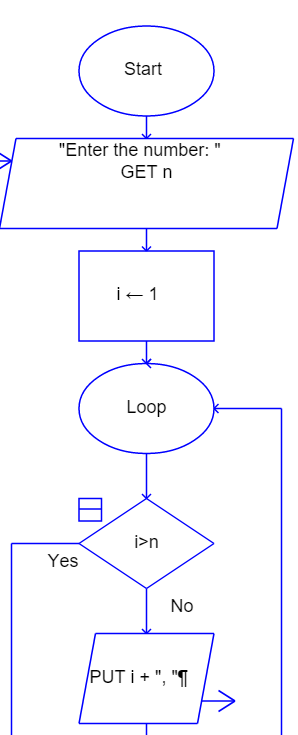 Start
"Enter the number: "
GET n
i ← 1
Loop
i>n
Yes
No
PUT i + ", "¶